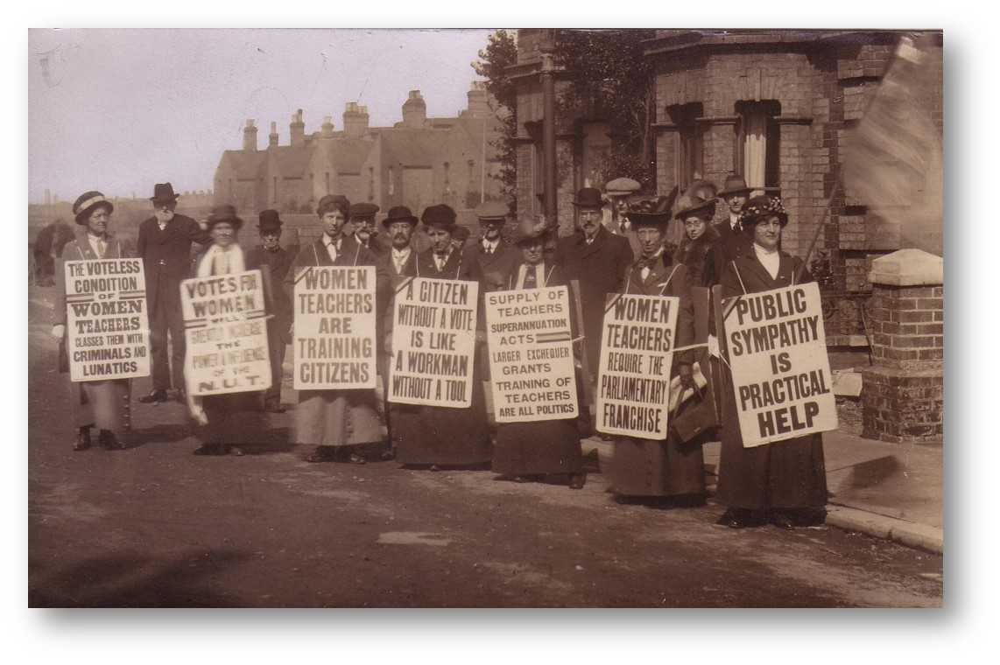 THE VOTELESS
CONDITION
OF
WOMEN
TEACHERS
CLASSES THEM WITH
CRIMINALS AND
LUNATICS
VOTES FOR
WOMEN
WILL
GREATLY INCREASE
THE
POWER & INFLUENCE
OF THE
N.U.T.
WOMEN
TEACHERS
ARE
TRAINING
CITIZENS
A CITIZEN
WITHOUT A VOTE
IS LIKE
A WORKMAN
WITHOUT A TOOL
SUPPLY OF
TEACHERS
SUPERANNUATION
ACTS
LARGER EXCHEQUER
GRANTS
TRAINING OF
TEACHERS
ARE ALL POLITICS
WOMEN
TEACHERS
REQUIRE THE
PARLIAMENTARY
FRANCHISE
PUBLIC
SYMPATHY
IS
PRACTICAL
HELP